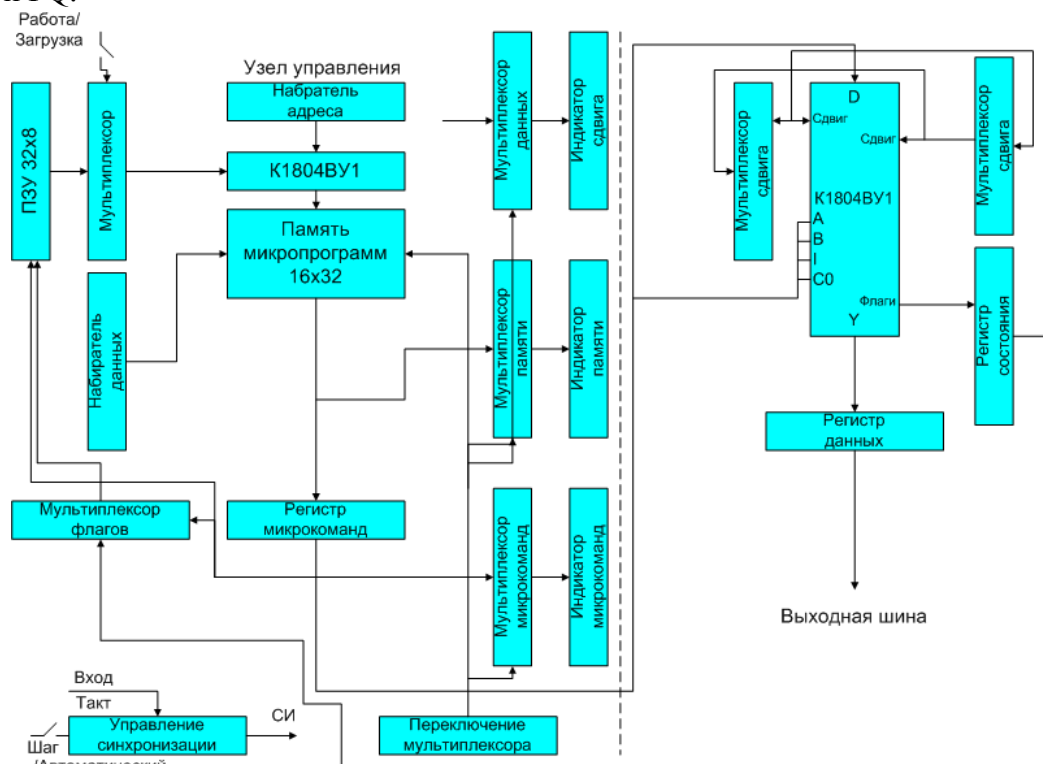 Работа/
Загрузка
Узел управления
ПЗУ 32x8
Мультиплексор
Набратель
адреса
К1804ВУ1
Память
микропрограмм
16x32
Набиратель
данных
Мультиплексор
флагов
Регистр
микрокоманд
Вход
Такт
Управление
синхронизации
СИ
Шаг
/Автоматический
Переключение
мультиплексора
Мультиплексор
данных
Индикатор
сдвига
Мультиплексор
памяти
Индикатор
памяти
Мультиплексор
микрокоманд
Индикатор
микрокоманд
Мультиплексор
сдвига
D
Сдвиг
Сдвиг
К1804ВУ1
A
B
I
C0
Флаги
Y
Мультиплексор
сдвига
Регистр
состояния
Регистр
данных
Выходная шина